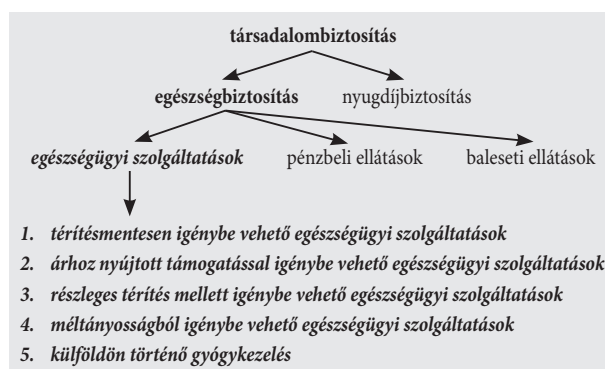 társadalombiztosítás
egészségbiztosítás nyugdíjbiztosítás
egészségügyi szolgáltatások pénzbeli ellátások baleseti ellátások
1. térítésmentesen igénybe vehető egészségügyi szolgáltatások
2. árhoz nyújtott támogatással igénybe vehető egészségügyi szolgáltatások
3. részleges térítés mellett igénybe vehető egészségügyi szolgáltatások
4. méltányosságból igénybe vehető egészségügyi szolgáltatások
5. külföldön történő gyógykezelés